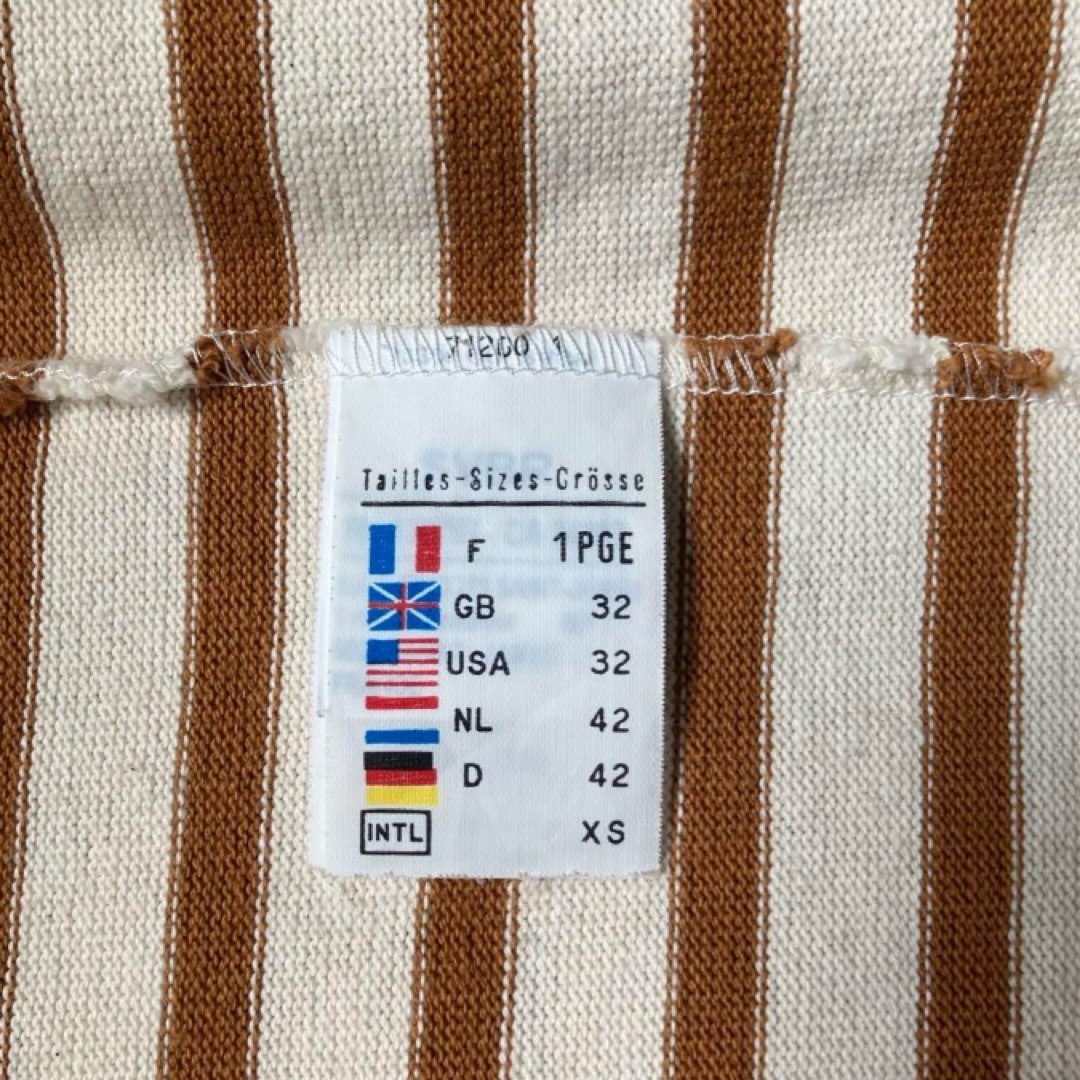 71200 1
Tailles-Sizes-Grösse
F 1PGE
GB 32
USA 32
NL 42
D 42
INTL XS